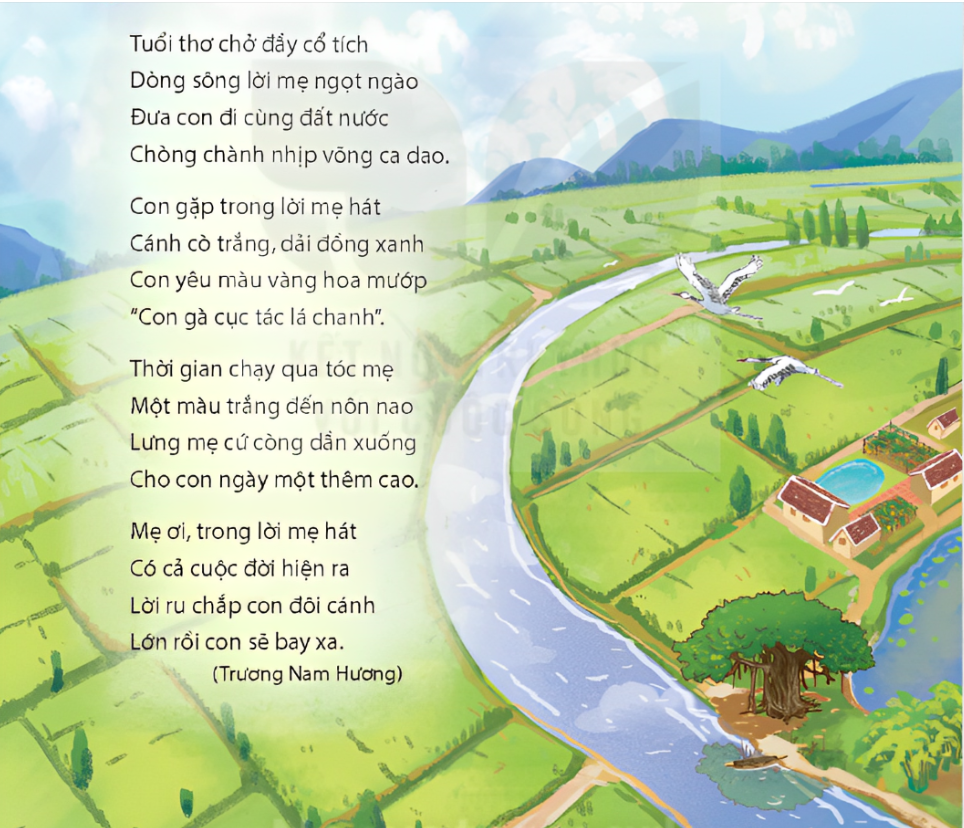 Tuổi thơ chở đầy cổ tích
Dòng sông lời mẹ ngọt ngào
Đưa con đi cùng đất nước
Chòng chành nhịp võng ca dao.
Con gặp trong lời mẹ hát
Cánh cò trắng, dải đồng xanh
Con yêu màu vàng hoa mướp
“Con gà cục tác lá chanh”.
Thời gian chạy qua tóc mẹ
Một màu trắng đến nôn nao
Lưng mẹ cứ còng dần xuống
Cho con ngày một thêm cao.
Mẹ ơi, trong lời mẹ hát
Có cả cuộc đời hiện ra
Lời ru chắp con đôi cánh
Lớn rồi con sẽ bay xa.
(Trương Nam Hương)